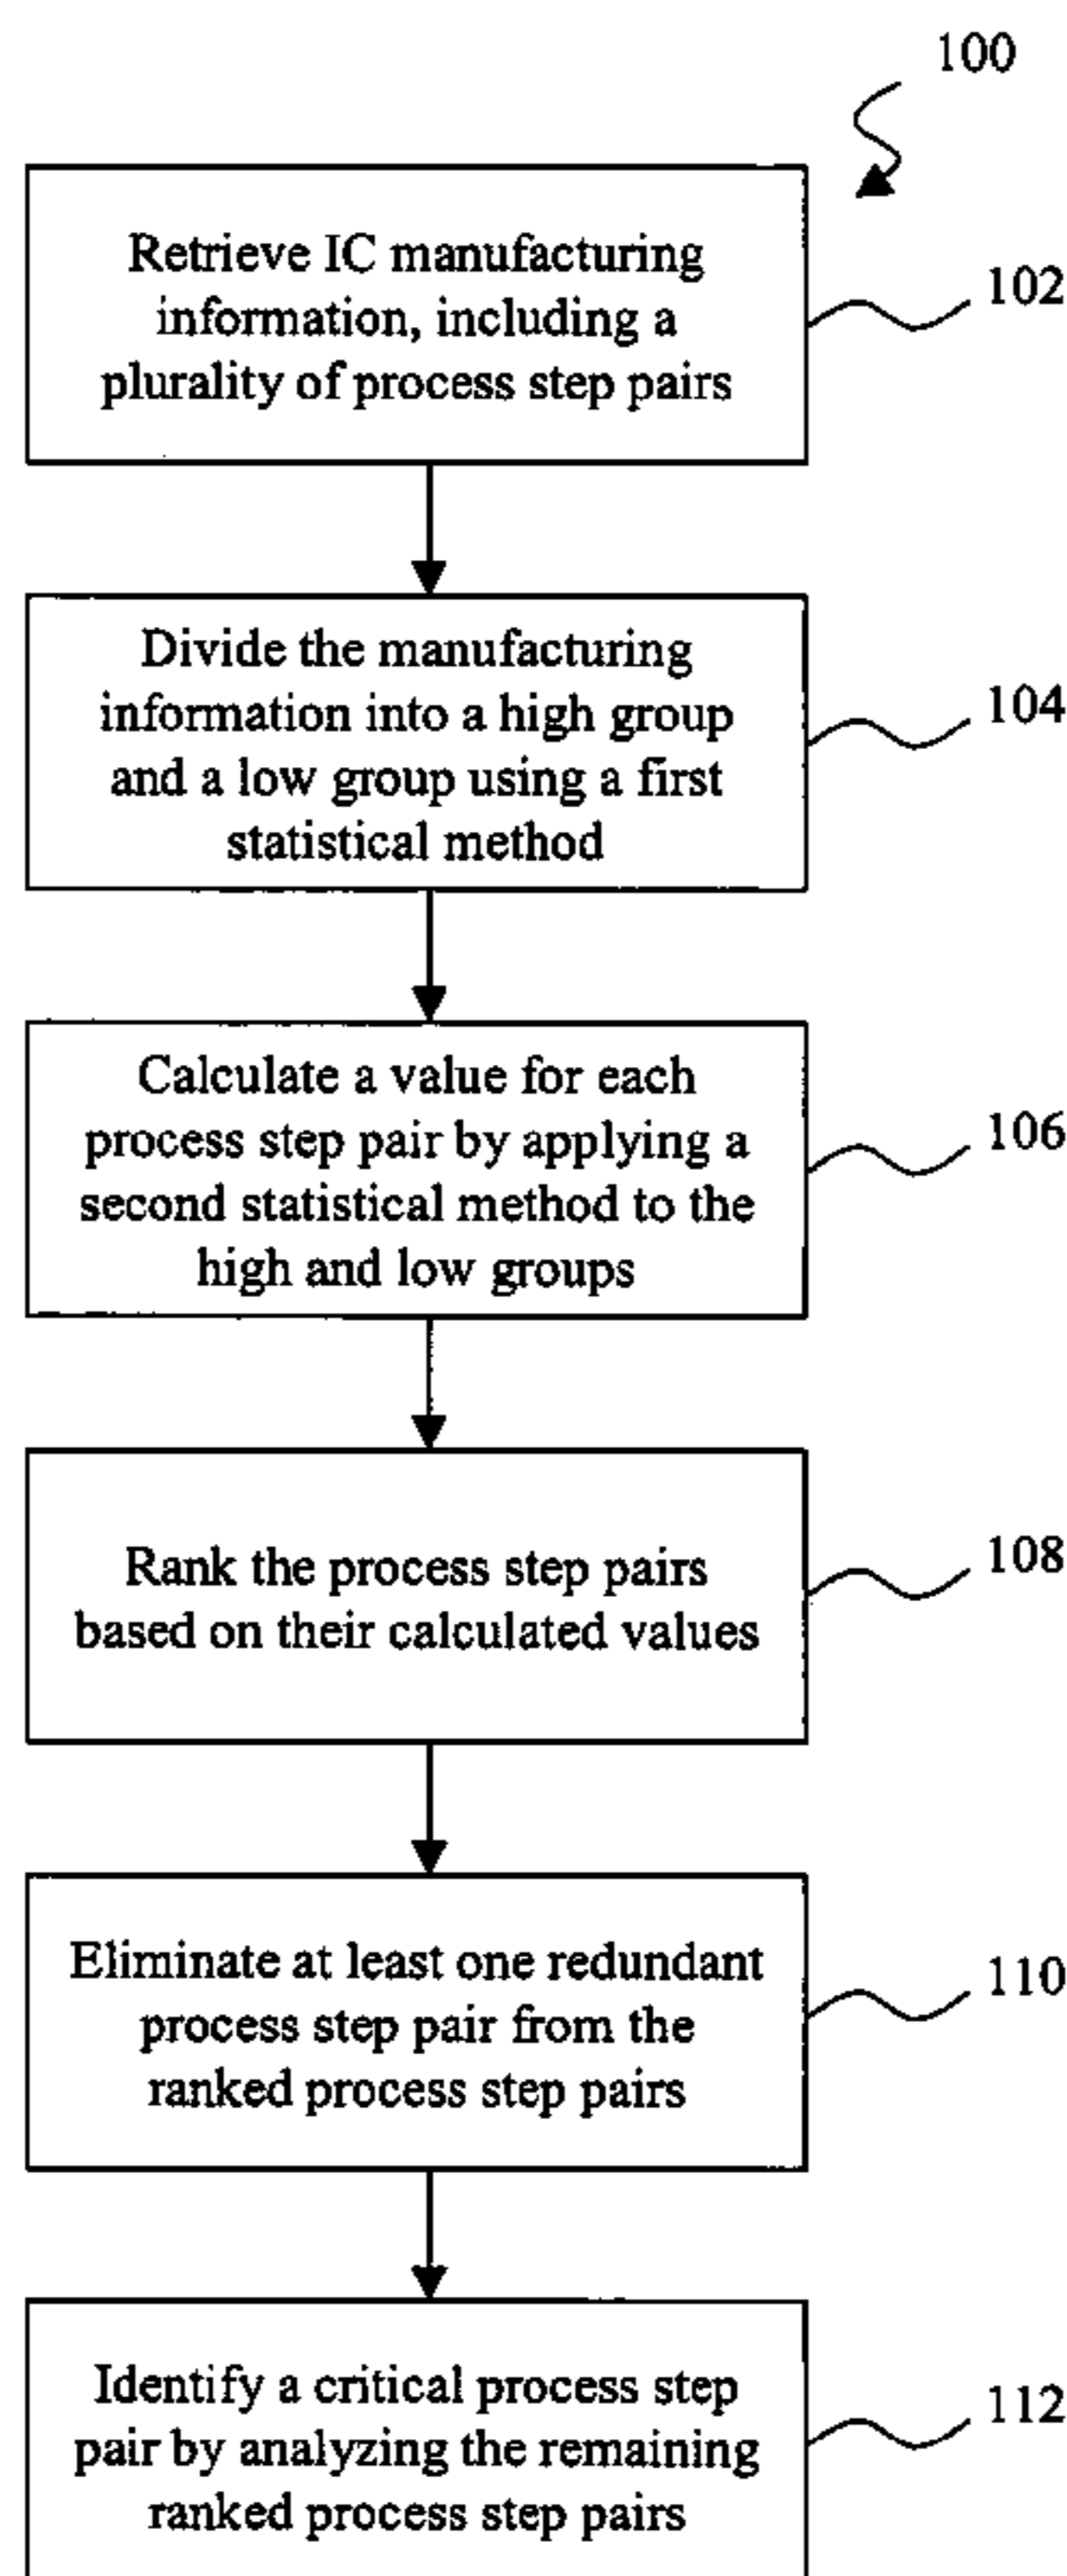 100
Retrieve IC manufacturing
information, including a
plurality of process step pairs
102
Divide the manufacturing
information into a high group
and a low group using a first
statistical method
104
Calculate a value for each
process step pair by applying a
second statistical method to the
high and low groups
106
Rank the process step pairs
based on their calculated values
108
Eliminate at least one redundant
process step pair from the
ranked process step pairs
110
Identify a critical process step
pair by analyzing the remaining
ranked process step pairs
112